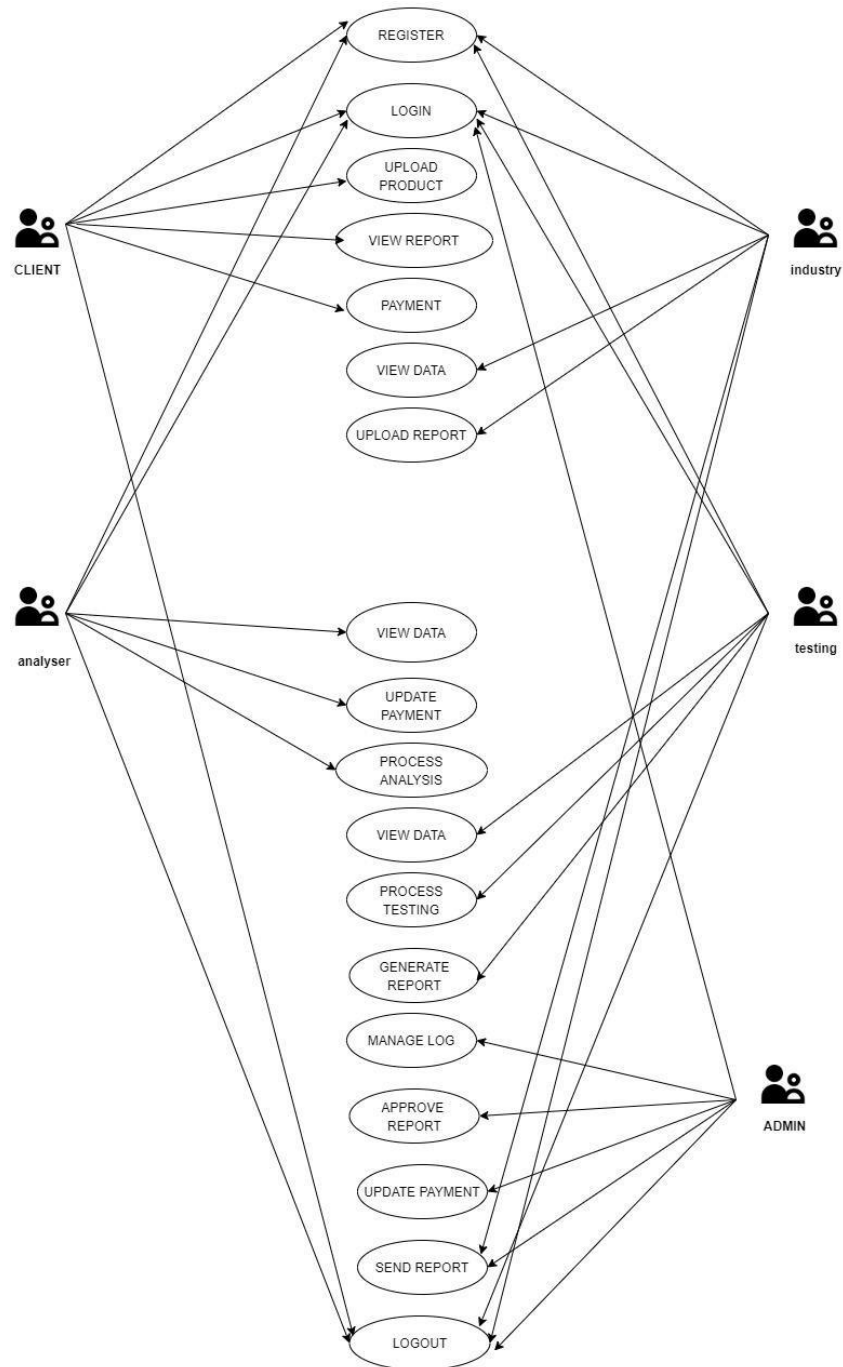 REGISTER
LOGIN
UPLOAD
PRODUCT
CLIENT
VIEW REPORT
industry
PAYMENT
VIEW DATA
UPLOAD REPORT
analyser
VIEW DATA
testing
UPDATE
PAYMENT
PROCESS
ANALYSIS
VIEW DATA
PROCESS
TESTING
GENERATE
REPORT
MANAGE LOG
APPROVE
REPORT
ADMIN
UPDATE PAYMENT
SEND REPORT
LOGOUT